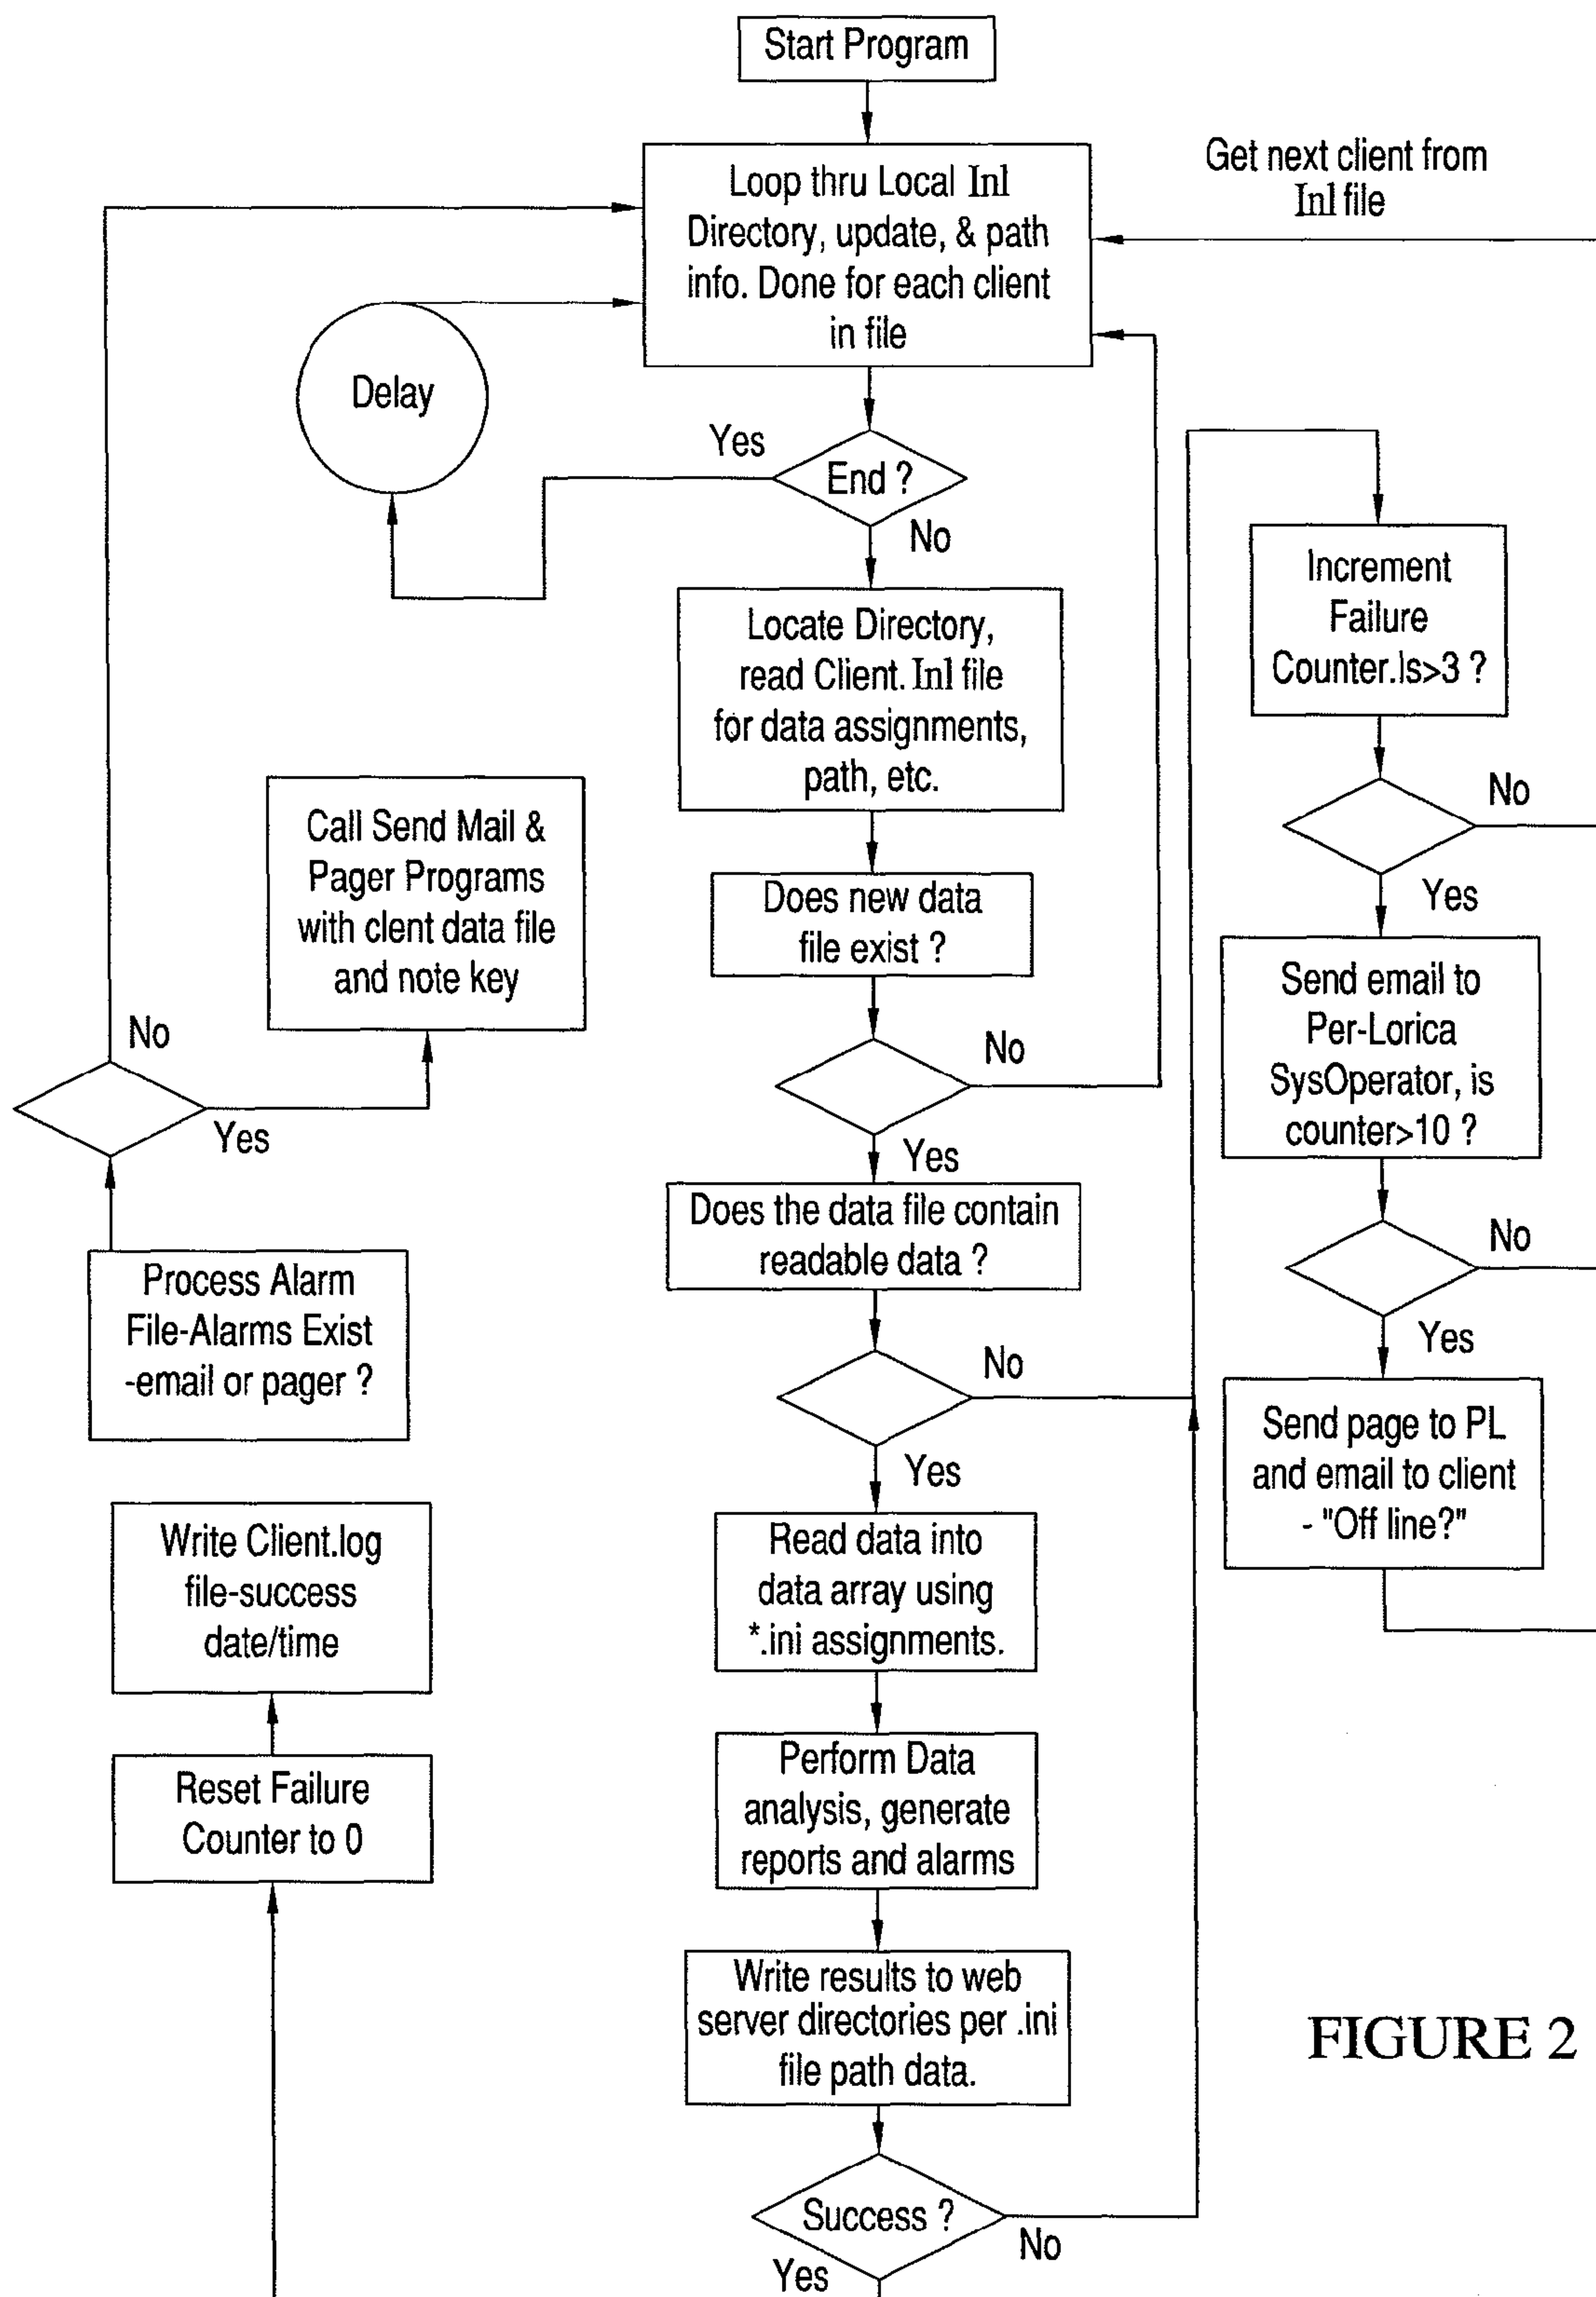 Start Program
Get next client from
Inl file
Loop thru Local Inl
Directory, update, & path
info. Done for each client
in file
Delay
Yes
End ?
No
Locate Directory,
read Client. Inl file
for data assignments,
path, etc.
Does new data
file exist ?
No
Yes
Does the data file contain
readable data ?
No
Yes
Read data into
data array using
*.ini assignments.
Perform Data
analysis, generate
reports and alarms
Write results to web
server directories per .ini
file path data.
Success ?
No
Yes
Increment
Failure
Counter.Is>3 ?
No
Yes
Send email to
Per-Lorica
SysOperator, is
counter>10 ?
No
Yes
Send page to PL
and email to client
- "Off line?"
Call Send Mail &
Pager Programs
with clent data file
and note key
No
Yes
Process Alarm
File-Alarms Exist
-email or pager ?
Write Client.log
file-success
date/time
Reset Failure
Counter to 0
FIGURE 2